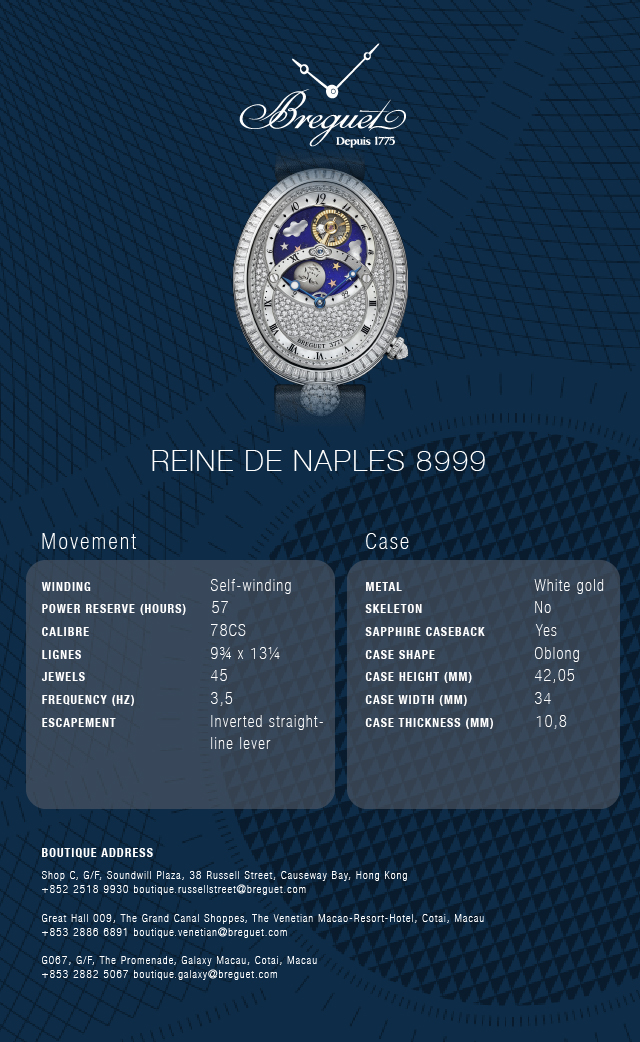 Breguet
Depuis 1775
10 12
BREGUET 3771
REINE DE NAPLES 8999
Movement
WINDING Self-winding
POWER RESERVE (HOURS) 57
CALIBRE 78CS
LIGNES 9¾ x 13¼
JEWELS 45
FREQUENCY (HZ) 3,5
ESCAPEMENT Inverted straight-
line lever
Case
METAL White gold
SKELETON No
SAPPHIRE CASEBACK Yes
CASE SHAPE Oblong
CASE HEIGHT (MM) 42,05
CASE WIDTH (MM) 34
CASE THICKNESS (MM) 10,8
BOUTIQUE ADDRESS
Shop C, G/F, Soundwill Plaza, 38 Russell Street, Causeway Bay, Hong Kong
+852 2518 9930 boutique.russellstreet@breguet.com
Great Hall 009, The Grand Canal Shoppes, The Venetian Macao-Resort-Hotel, Cotai, Macau
+853 2886 6891 boutique.venetian@breguet.com
G067, G/F, The Promenade, Galaxy Macau, Cotai, Macau
+853 2882 5067 boutique.galaxy@breguet.com